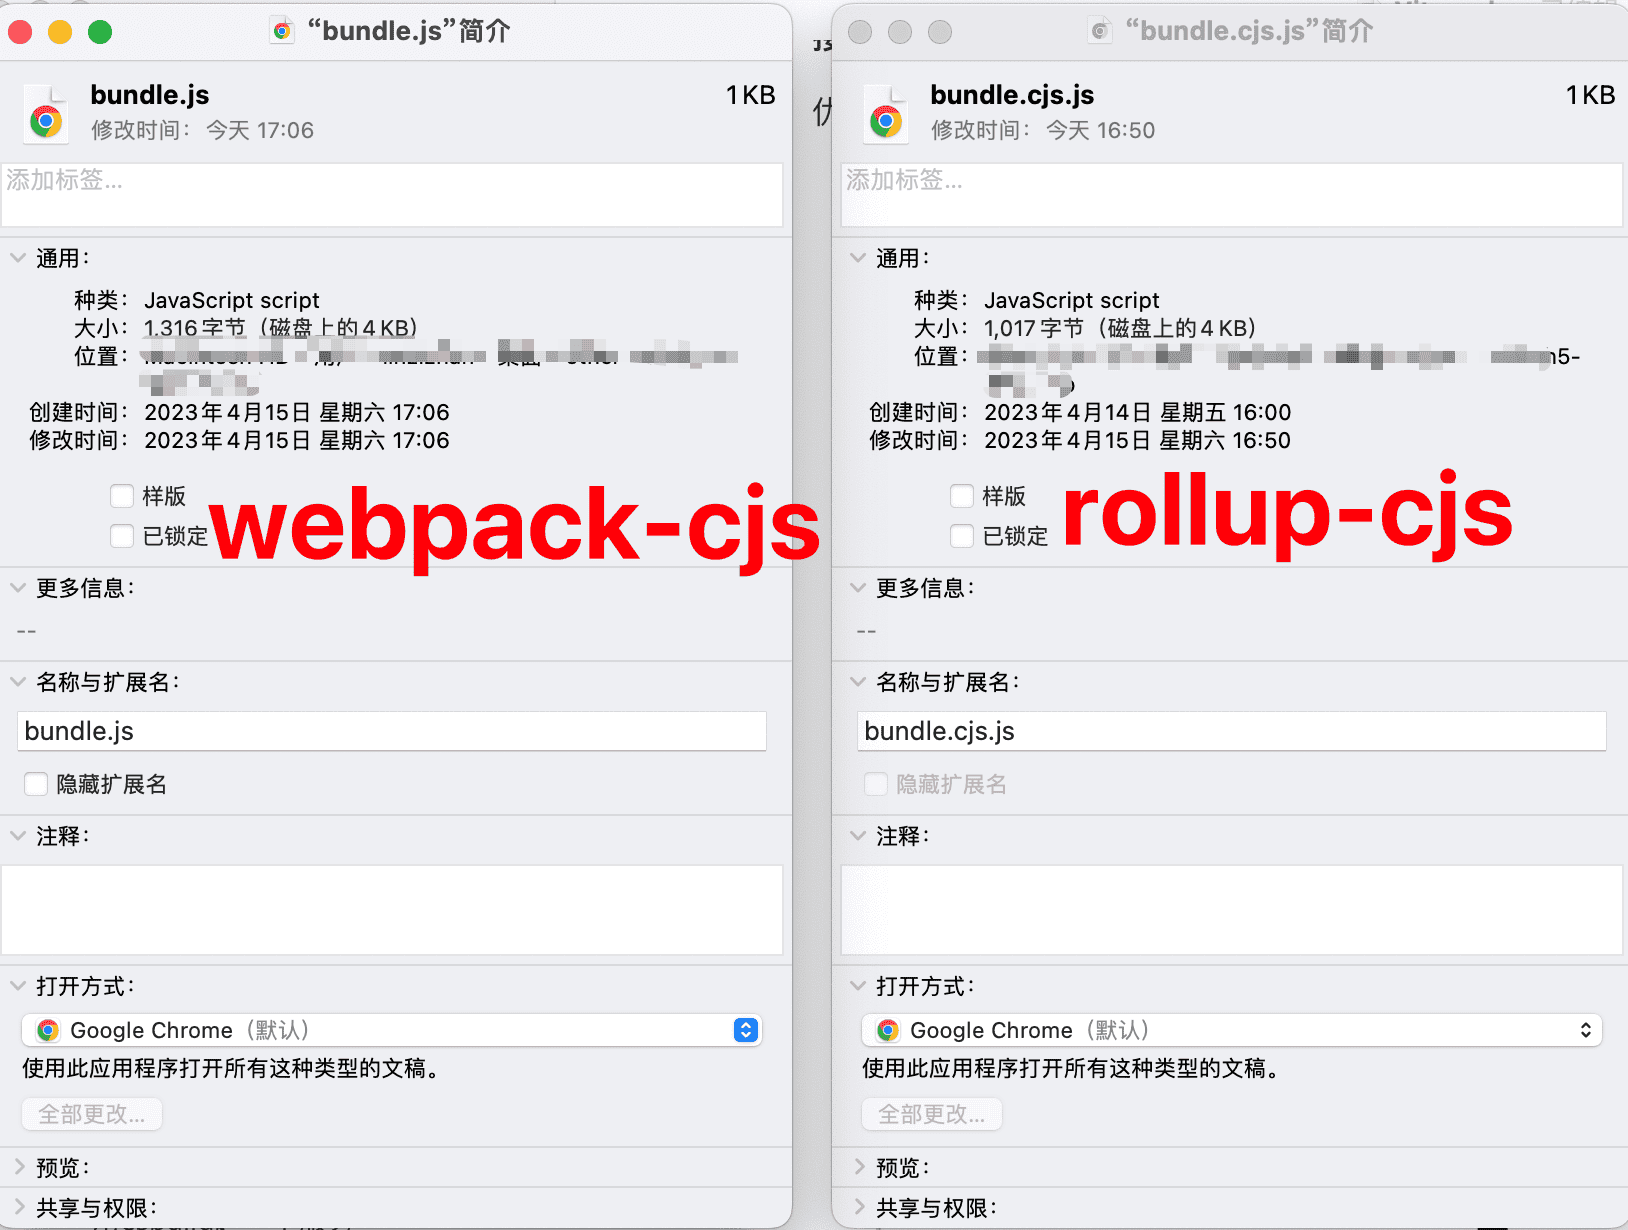 “bundle.js”简介
bundle.js
1 KB
修改时间： 今天 17:06
添加标签...
通用：
种类： JavaScript script
大小： 1,316 字节（磁盘上的 4 KB）
位置：
创建时间： 2023年4月15日 星期六 17:06
修改时间： 2023年4月15日 星期六 17:06
样版
已锁定
webpack-cjs
更多信息：
--
名称与扩展名：
bundle.js
隐藏扩展名
注释：
打开方式：
Google Chrome（默认）
使用此应用程序打开所有这种类型的文稿。
全部更改...
预览：
共享与权限：
“bundle.cjs.js”简介
bundle.cjs.js
1 KB
修改时间： 今天 16:50
添加标签...
通用：
种类： JavaScript script
大小： 1,017 字节（磁盘上的 4 KB）
位置：
创建时间： 2023年4月14日 星期五 16:00
修改时间： 2023年4月15日 星期六 16:50
样版
已锁定
rollup-cjs
更多信息：
--
名称与扩展名：
bundle.cjs.js
隐藏扩展名
注释：
打开方式：
Google Chrome（默认）
使用此应用程序打开所有这种类型的文稿。
全部更改...
预览：
共享与权限：